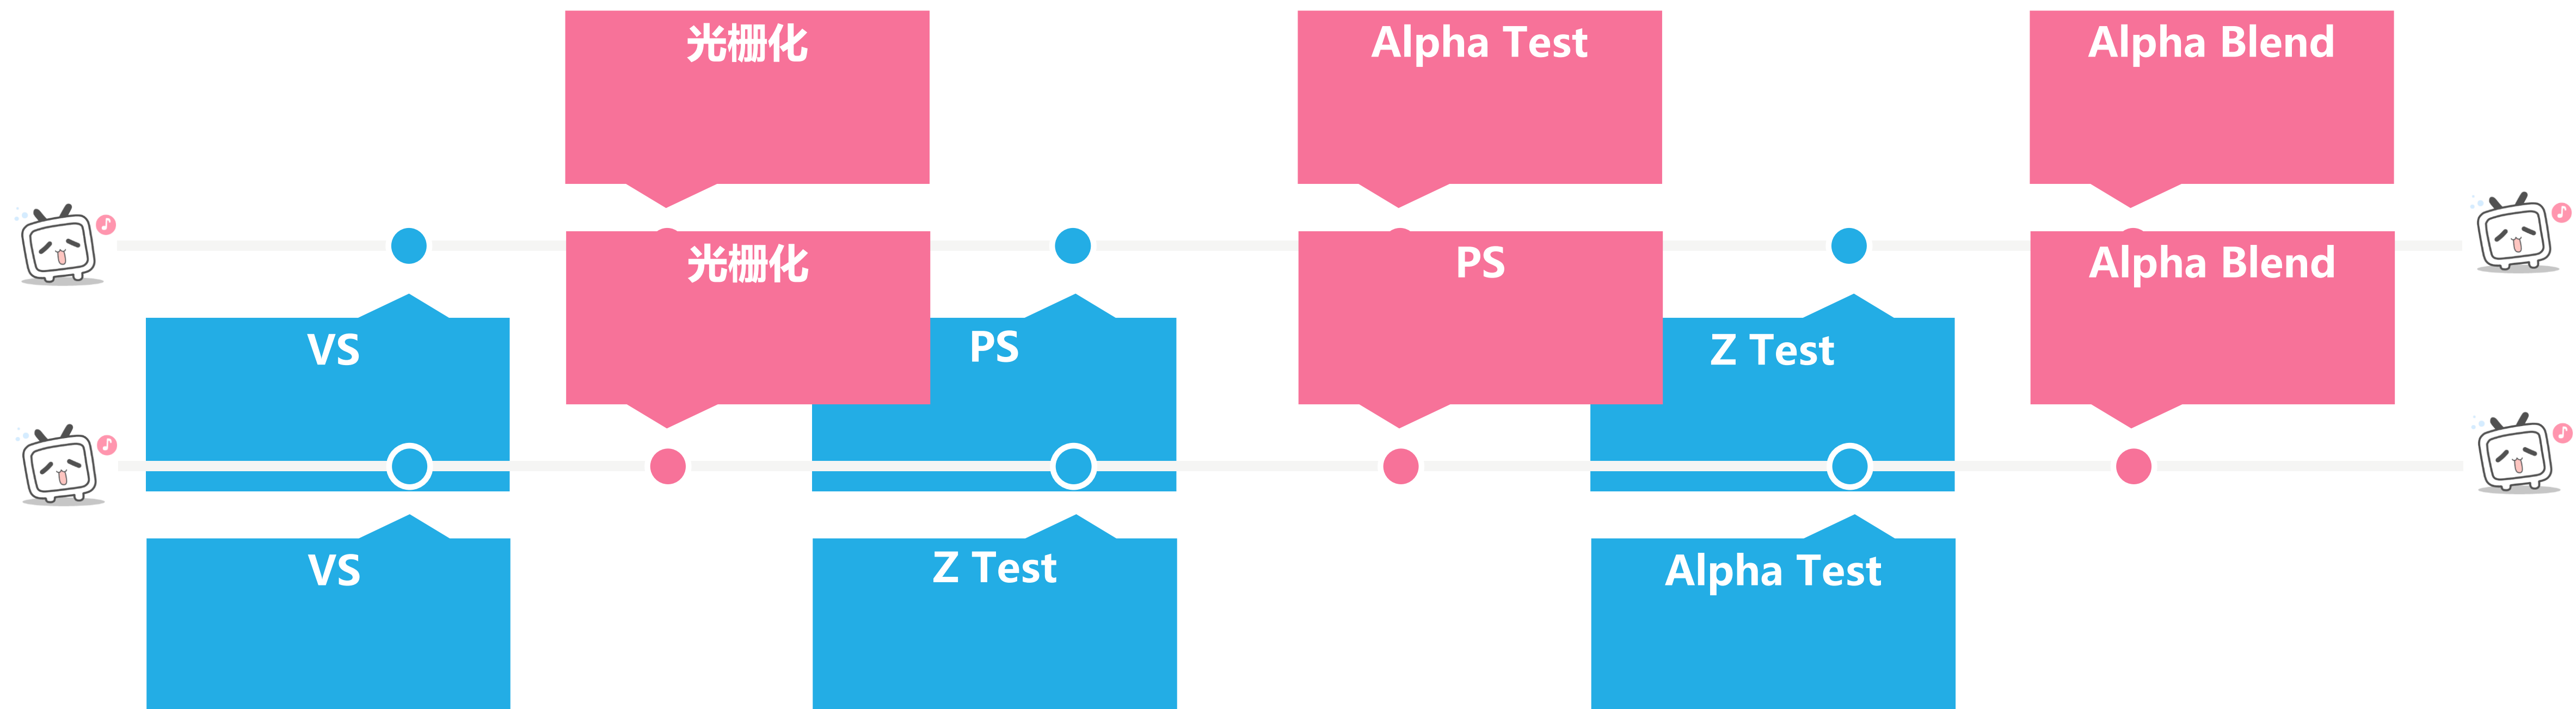 光栅化
Alpha Test
Alpha Blend
光栅化
PS
Alpha Blend
VS
PS
Z Test
VS
Z Test
Alpha Test